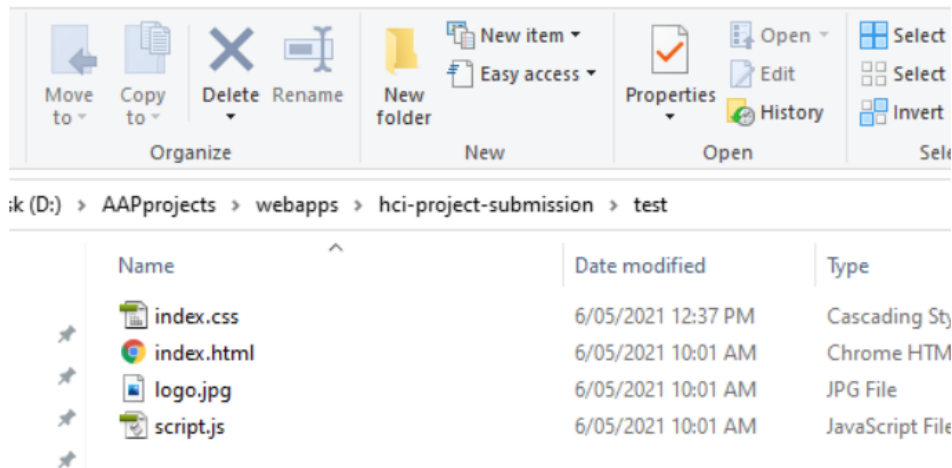 Move to
Copy to
Delete
Rename
Organize
New folder
New item
Easy access
New
Properties
Open
Edit
History
Open
Select
Select
Invert
Sele
sk (D:) > AAPprojects > webapps > hci-project-submission > test
Name Date modified Type
index.css 6/05/2021 12:37 PM Cascading Sty
index.html 6/05/2021 10:01 AM Chrome HTM
logo.jpg 6/05/2021 10:01 AM JPG File
script.js 6/05/2021 10:01 AM JavaScript File